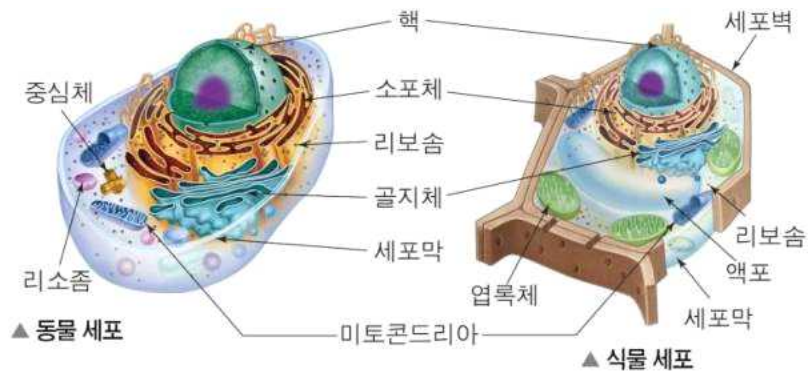 핵
세포벽
중심체
소포체
리보솜
골지체
세포막
리소좀
리보솜
액포
엽록체
세포막
미토콘드리아
▲ 동물 세포
▲ 식물 세포